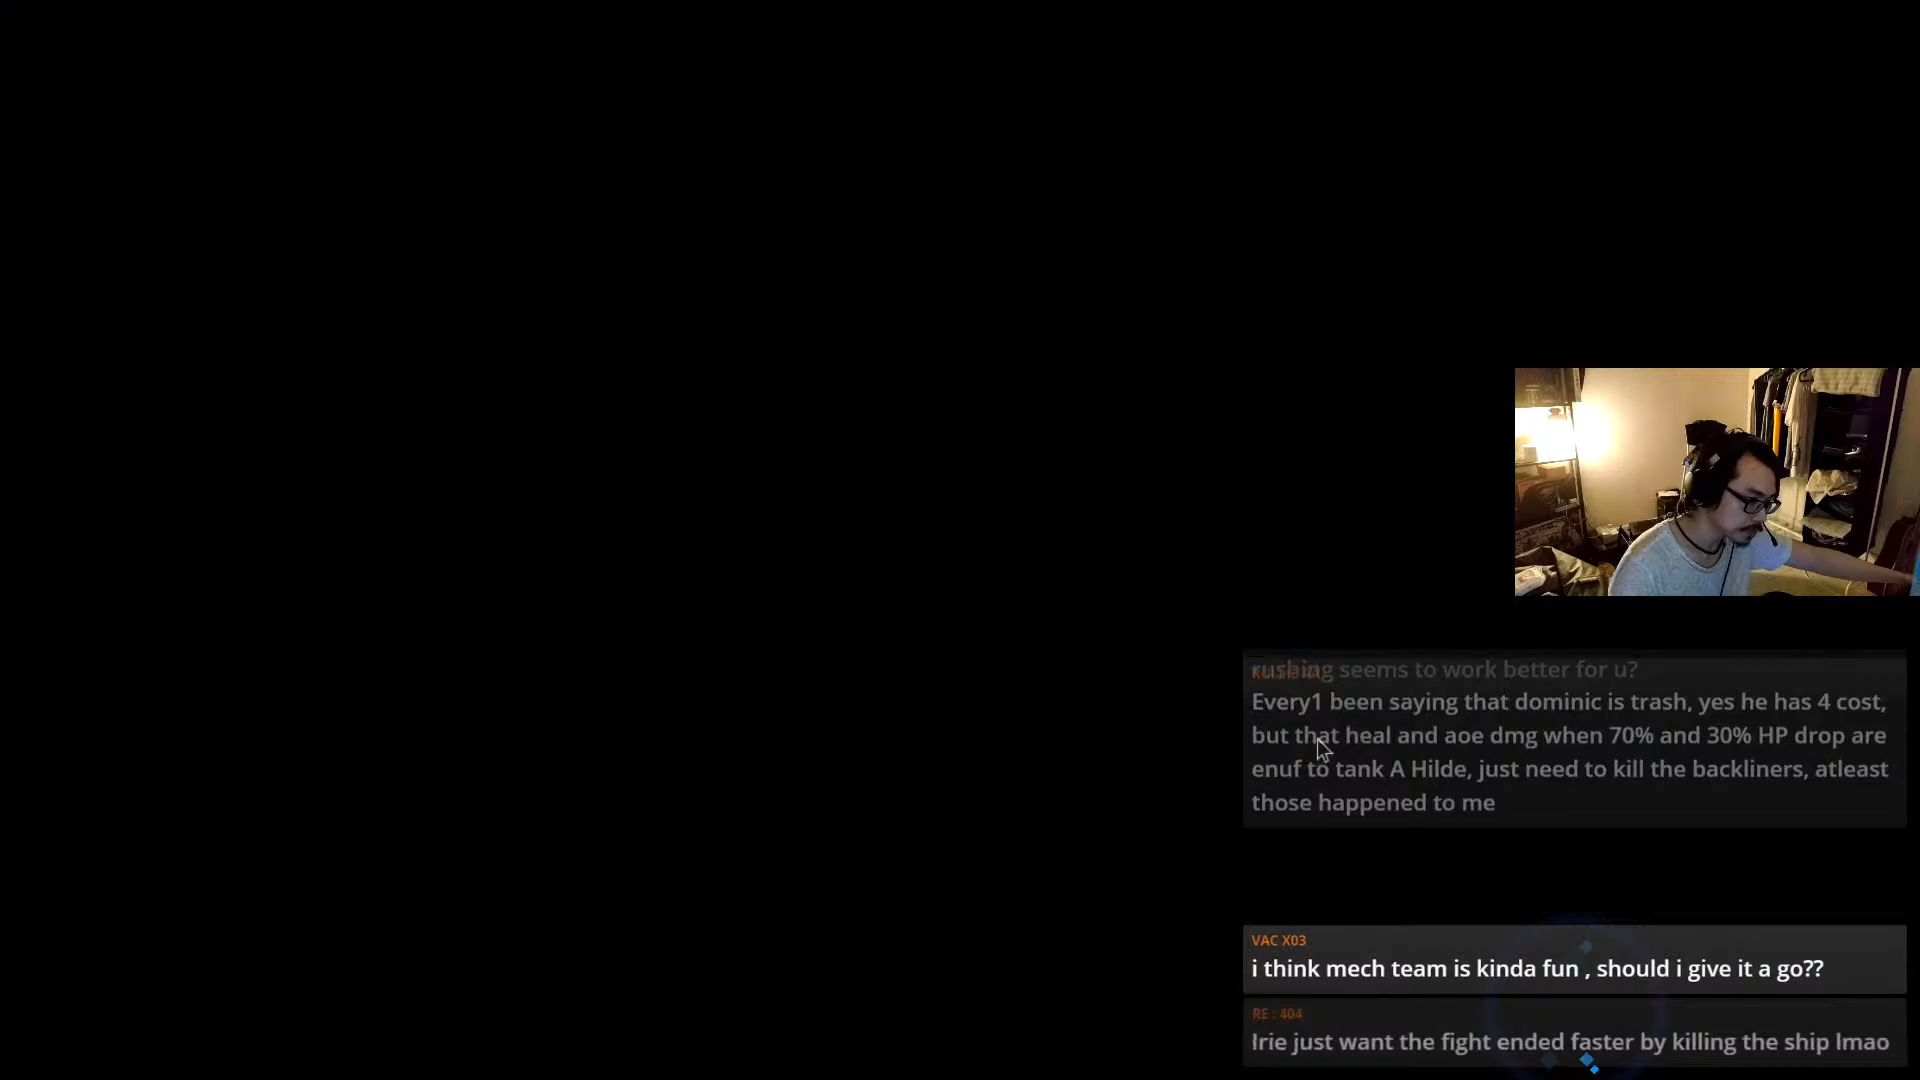 rushing seems to work better for u?
Every1 been saying that dominic is trash, yes he has 4 cost,
but that heal and aoe dmg when 70% and 30% HP drop are
enuf to tank A Hilde, just need to kill the backliners, atleast
those happened to me
VAC X03
i think mech team is kinda fun , should i give it a go??
RE : 404
Irie just want the fight ended faster by killing the ship lmao